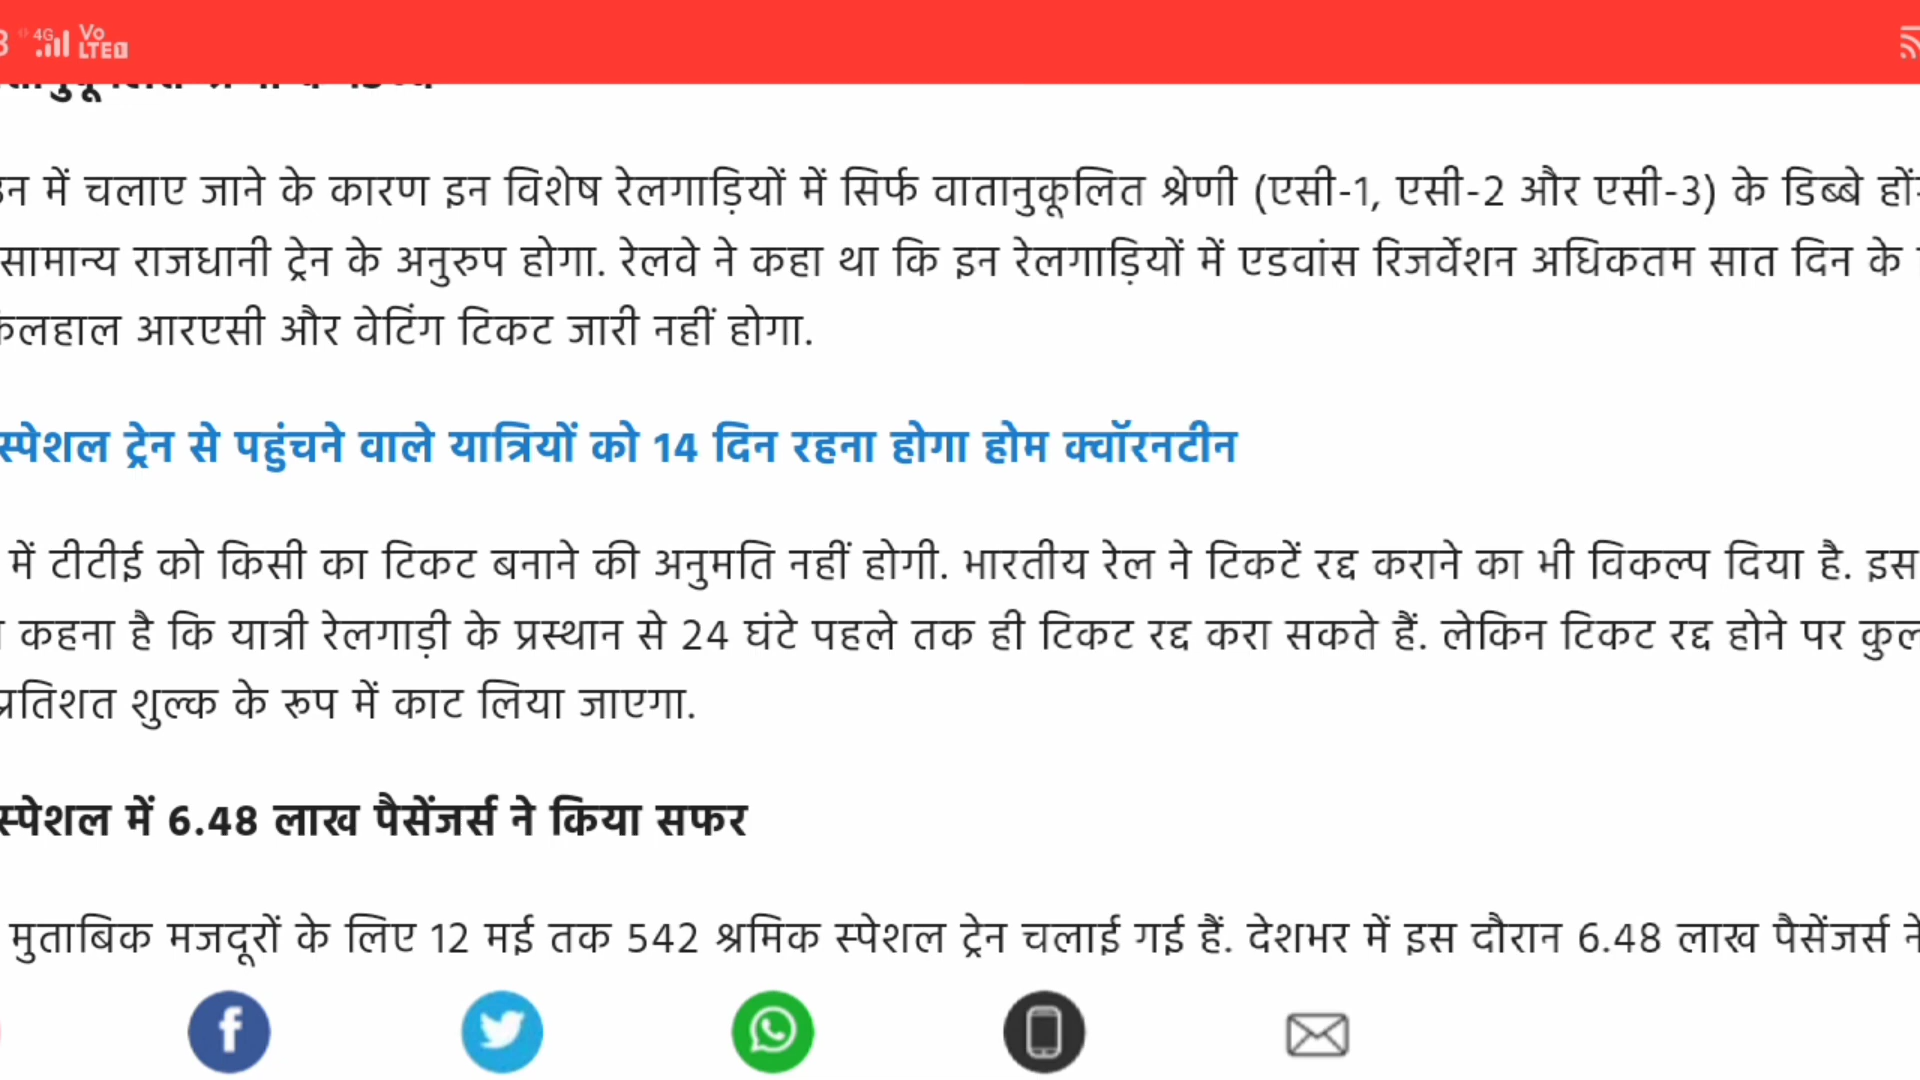 4G Vo LTE
में चलाए जाने के कारण इन विशेष रेलगाड़ियों में सिर्फ वातानुकूलित श्रेणी (एसी-1, एसी-2 और एसी-3) के डिब्बे
सामान्य राजधानी ट्रेन के अनुरुप होगा. रेलवे ने कहा था कि इन रेलगाड़ियों में एडवांस रिजर्वेशन अधिकतम सात दिन के
आरएसी और वेटिंग टिकट जारी नहीं होगा.
स्पेशल ट्रेन से पहुंचने वाले यात्रियों को 14 दिन रहना होगा होम क्वॉरनटीन
में टीटीई को किसी का टिकट बनाने की अनुमति नहीं होगी. भारतीय रेल ने टिकटें रद्द कराने का भी विकल्प दिया है. इस
कहना है कि यात्री रेलगाड़ी के प्रस्थान से 24 घंटे पहले तक ही टिकट रद्द करा सकते हैं. लेकिन टिकट रद्द होने पर कुल
प्रतिशत शुल्क के रूप में काट लिया जाएगा.
स्पेशल में 6.48 लाख पैसेंजर्स ने किया सफर
मुताबिक मजदूरों के लिए 12 मई तक 542 श्रमिक स्पेशल ट्रेन चलाई गई हैं. देशभर में इस दौरान 6.48 लाख पैसेंजर्स ने